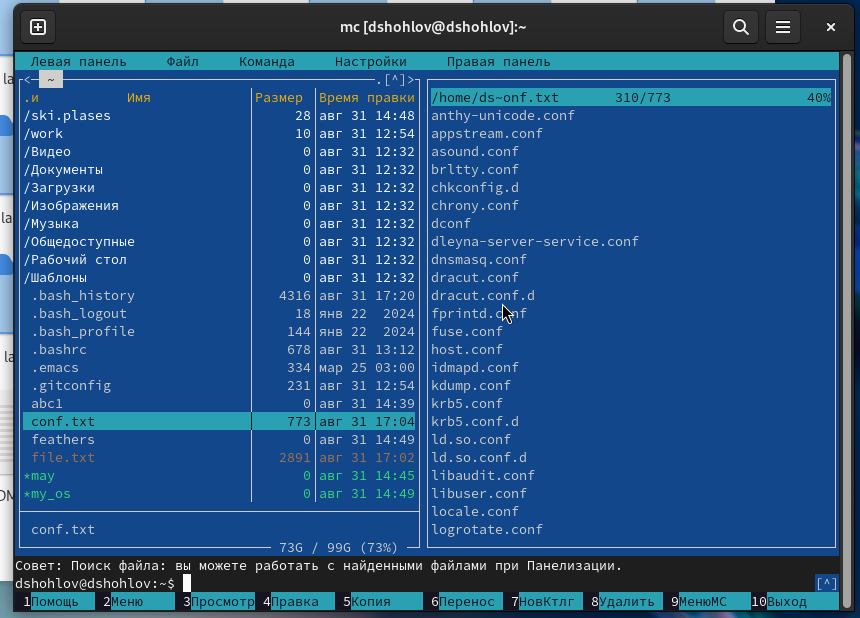 mc [dshohlov@dshohlov]:~
Левая панель Файл Команда Настройки Правая панель
<─ ~ .[^]>
.и Имя Размер Время правки
/ski.plases 28 авг 31 14:48
/work 10 авг 31 12:54
/Видео 0 авг 31 12:32
/Документы 0 авг 31 12:32
/Загрузки 0 авг 31 12:32
/Изображения 0 авг 31 12:32
/Музыка 0 авг 31 12:32
/Общедоступные 0 авг 31 12:32
/Рабочий стол 0 авг 31 12:32
/Шаблоны 0 авг 31 12:32
.bash_history 4316 авг 31 17:20
.bash_logout 18 янв 22 2024
.bash_profile 144 янв 22 2024
.bashrc 678 авг 31 13:12
.emacs 334 мар 25 03:00
.gitconfig 231 авг 31 12:54
abc1 0 авг 31 14:39
conf.txt 773 авг 31 17:04
feathers 0 авг 31 14:49
file.txt 2891 авг 31 17:02
*may 0 авг 31 14:45
*my_os 0 авг 31 14:49
conf.txt
73G / 99G (73%)
/home/ds~onf.txt 310/773 40%
anthy-unicode.conf
appstream.conf
asound.conf
brltty.conf
chkconfig.d
chrony.conf
dconf
dleyna-server-service.conf
dnsmasq.conf
dracut.conf
dracut.conf.d
fprintd.conf
fuse.conf
host.conf
idmapd.conf
kdump.conf
krb5.conf
krb5.conf.d
ld.so.conf
ld.so.conf.d
libaudit.conf
libuser.conf
locale.conf
logrotate.conf
Совет: Поиск файла: вы можете работать с найденными файлами при Панелизации.
dshohlov@dshohlov:~$ [^]
1Помощь 2Меню 3Просмотр 4Правка 5Копия 6Перенос 7НовКтлг 8Удалить 9МенюМС 10Выход